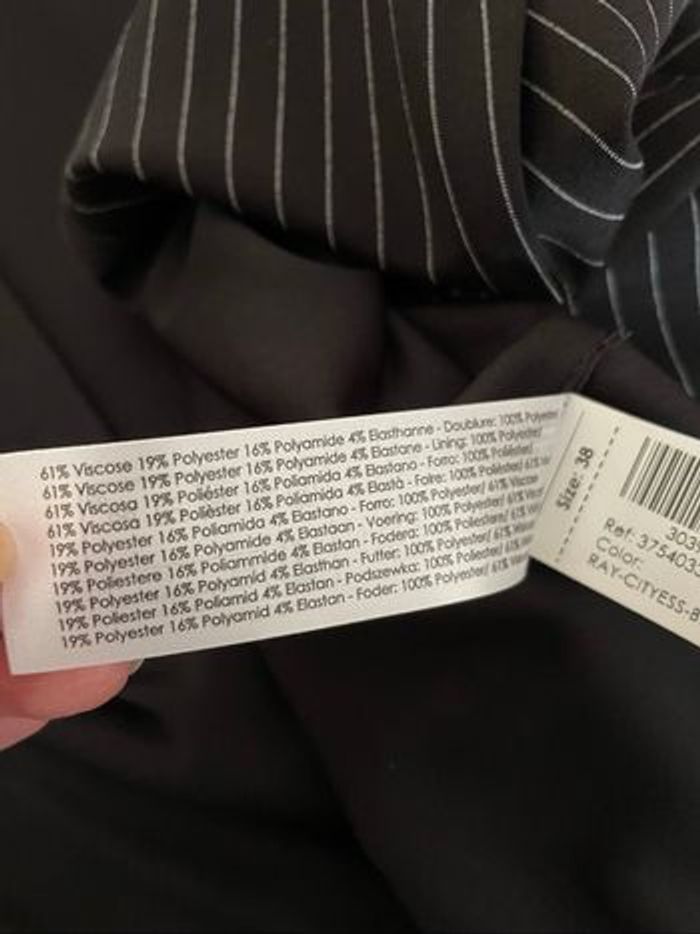 61% Viscose 19% Polyester 16% Polyamide 4% Elasthanne - Doublure: 100% Polyester
61% Viscose 19% Polyester 16% Polyamide 4% Elastane - Lining: 100% Polyester/
61% Viscosa 19% Poliéster 16% Poliamida 4% Elastano - Forro: 100% Poliéster/
61% Viscosa 19% Polièster 16% Poliamida 4% Elastà - Folre: 100% Polièster/ 61%
19% Polyester 16% Poliamida 4% Elastano - Forro: 100% Polyester/ 61% Viscose
19% Polyester 16% Polyamide 4% Elastaan - Voering: 100% Polyester/ 61%
19% Poliestere 16% Poliammide 4% Elastan - Fodera: 100% Poliestere/ 61%
19% Polyester 16% Polyamid 4% Elasthan - Futter: 100% Polyester/ 61%
19% Poliester 16% Poliamid 4% Elastan - Podszewka: 100% Poliester/ 61%
19% Polyester 16% Polyamid 4% Elastan - Foder: 100% Polyester/ 61%
Size: 38
Ref: 375403
Color:
RAY-CITYESS-B